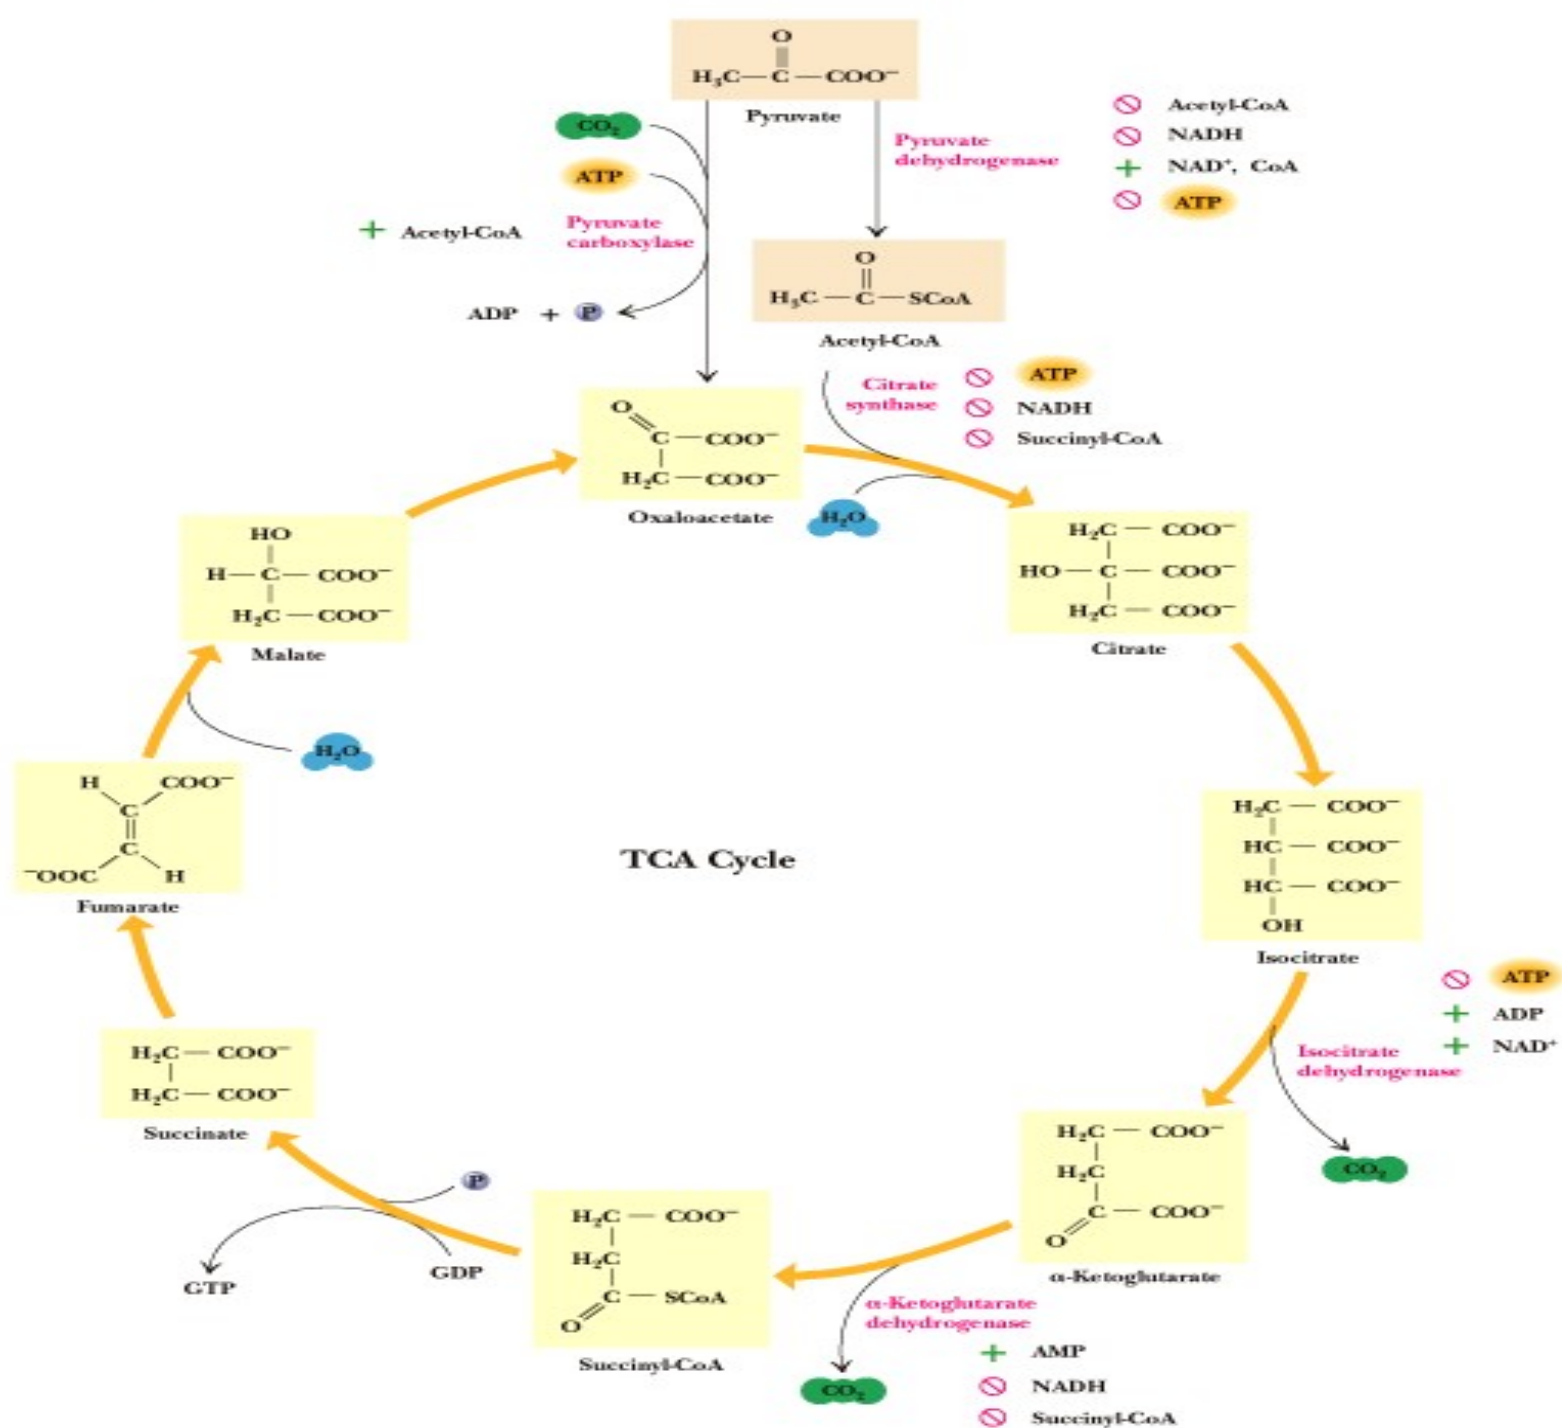 O
H₃C—C—COO⁻
Pyruvate
CO₂
ATP
+ Acetyl-CoA
Pyruvate
carboxylase
ADP + P
Pyruvate
dehydrogenase
Acetyl-CoA
NADH
+ NAD⁺, CoA
ATP
O
H₃C—C—SCoA
Acetyl-CoA
Citrate
synthase
ATP
NADH
Succinyl-CoA
O
C—COO⁻
H₂C—COO⁻
Oxaloacetate
H₂O
H₂C—COO⁻
HO—C—COO⁻
H₂C—COO⁻
Citrate
H₂C—COO⁻
HC—COO⁻
HC—COO⁻
OH
Isocitrate
ATP
+ ADP
+ NAD⁺
Isocitrate
dehydrogenase
CO₂
H₂C—COO⁻
H₂C
C—COO⁻
O
α-Ketoglutarate
α-Ketoglutarate
dehydrogenase
+ AMP
NADH
Succinyl-CoA
CO₂
H₂C—COO⁻
H₂C
C—SCoA
O
Succinyl-CoA
P
GDP
GTP
H₂C—COO⁻
H₂C—COO⁻
Succinate
H COO⁻
C
C
⁻OOC H
Fumarate
H₂O
HO
H—C—COO⁻
H₂C—COO⁻
Malate
TCA Cycle